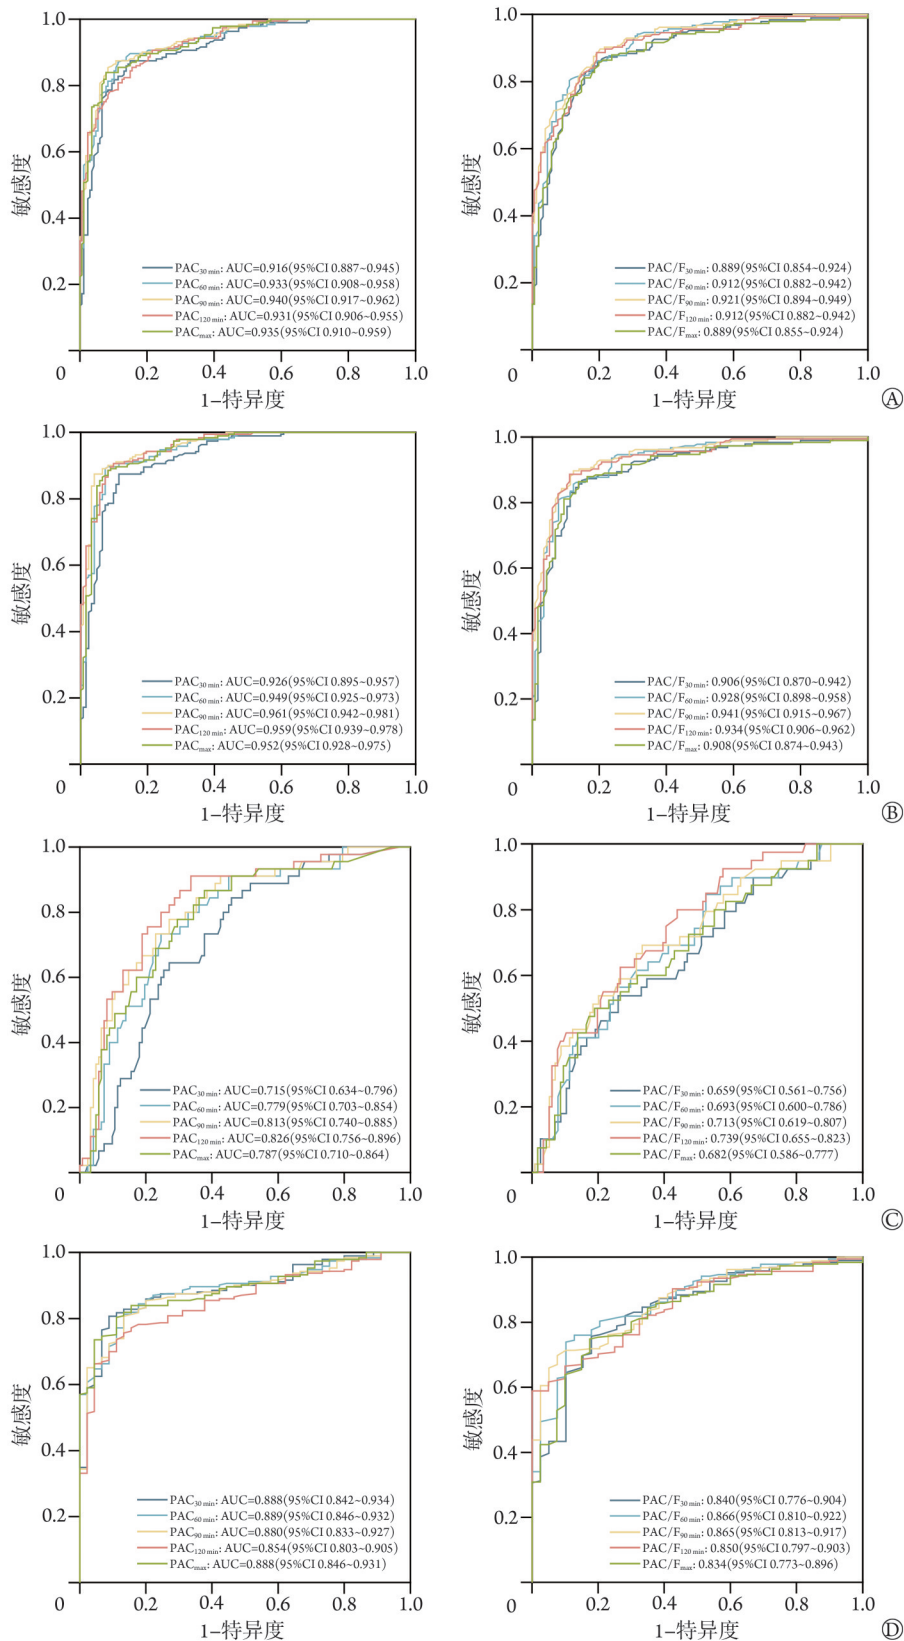 1.0
0.8
0.6
0.4
0.2
0
0.2
0.4
0.6
0.8
1.0
敏感度
1-特异度
PAC30 min: AUC=0.916(95%CI 0.887~0.945)
PAC60 min: AUC=0.933(95%CI 0.908~0.958)
PAC90 min: AUC=0.940(95%CI 0.917~0.962)
PAC120 min: AUC=0.931(95%CI 0.906~0.955)
PACmax: AUC=0.935(95%CI 0.910~0.959)
1.0
0.8
0.6
0.4
0.2
0
0.2
0.4
0.6
0.8
1.0
敏感度
1-特异度
PAC/F30 min: 0.889(95%CI 0.854~0.924)
PAC/F60 min: 0.912(95%CI 0.882~0.942)
PAC/F90 min: 0.921(95%CI 0.894~0.949)
PAC/F120 min: 0.912(95%CI 0.882~0.942)
PAC/Fmax: 0.889(95%CI 0.855~0.924)
Ⓐ
1.0
0.8
0.6
0.4
0.2
0
0.2
0.4
0.6
0.8
1.0
敏感度
1-特异度
PAC30 min: AUC=0.926(95%CI 0.895~0.957)
PAC60 min: AUC=0.949(95%CI 0.925~0.973)
PAC90 min: AUC=0.961(95%CI 0.942~0.981)
PAC120 min: AUC=0.959(95%CI 0.939~0.978)
PACmax: AUC=0.952(95%CI 0.928~0.975)
1.0
0.8
0.6
0.4
0.2
0
0.2
0.4
0.6
0.8
1.0
敏感度
1-特异度
PAC/F30 min: 0.906(95%CI 0.870~0.942)
PAC/F60 min: 0.928(95%CI 0.898~0.958)
PAC/F90 min: 0.941(95%CI 0.915~0.967)
PAC/F120 min: 0.934(95%CI 0.906~0.962)
PAC/Fmax: 0.908(95%CI 0.874~0.943)
Ⓑ
1.0
0.8
0.6
0.4
0.2
0
0.2
0.4
0.6
0.8
1.0
敏感度
1-特异度
PAC30 min: AUC=0.715(95%CI 0.634~0.796)
PAC60 min: AUC=0.779(95%CI 0.703~0.854)
PAC90 min: AUC=0.813(95%CI 0.740~0.885)
PAC120 min: AUC=0.826(95%CI 0.756~0.896)
PACmax: AUC=0.787(95%CI 0.710~0.864)
1.0
0.8
0.6
0.4
0.2
0
0.2
0.4
0.6
0.8
1.0
敏感度
1-特异度
PAC/F30 min: 0.659(95%CI 0.561~0.756)
PAC/F60 min: 0.693(95%CI 0.600~0.786)
PAC/F90 min: 0.713(95%CI 0.619~0.807)
PAC/F120 min: 0.739(95%CI 0.655~0.823)
PAC/Fmax: 0.682(95%CI 0.586~0.777)
Ⓒ
1.0
0.8
0.6
0.4
0.2
0
0.2
0.4
0.6
0.8
1.0
敏感度
1-特异度
PAC30 min: AUC=0.888(95%CI 0.842~0.934)
PAC60 min: AUC=0.889(95%CI 0.846~0.932)
PAC90 min: AUC=0.880(95%CI 0.833~0.927)
PAC120 min: AUC=0.854(95%CI 0.803~0.905)
PACmax: AUC=0.888(95%CI 0.846~0.931)
1.0
0.8
0.6
0.4
0.2
0
0.2
0.4
0.6
0.8
1.0
敏感度
1-特异度
PAC/F30 min: 0.840(95%CI 0.776~0.904)
PAC/F60 min: 0.866(95%CI 0.810~0.922)
PAC/F90 min: 0.865(95%CI 0.813~0.917)
PAC/F120 min: 0.850(95%CI 0.797~0.903)
PAC/Fmax: 0.834(95%CI 0.773~0.896)
Ⓓ